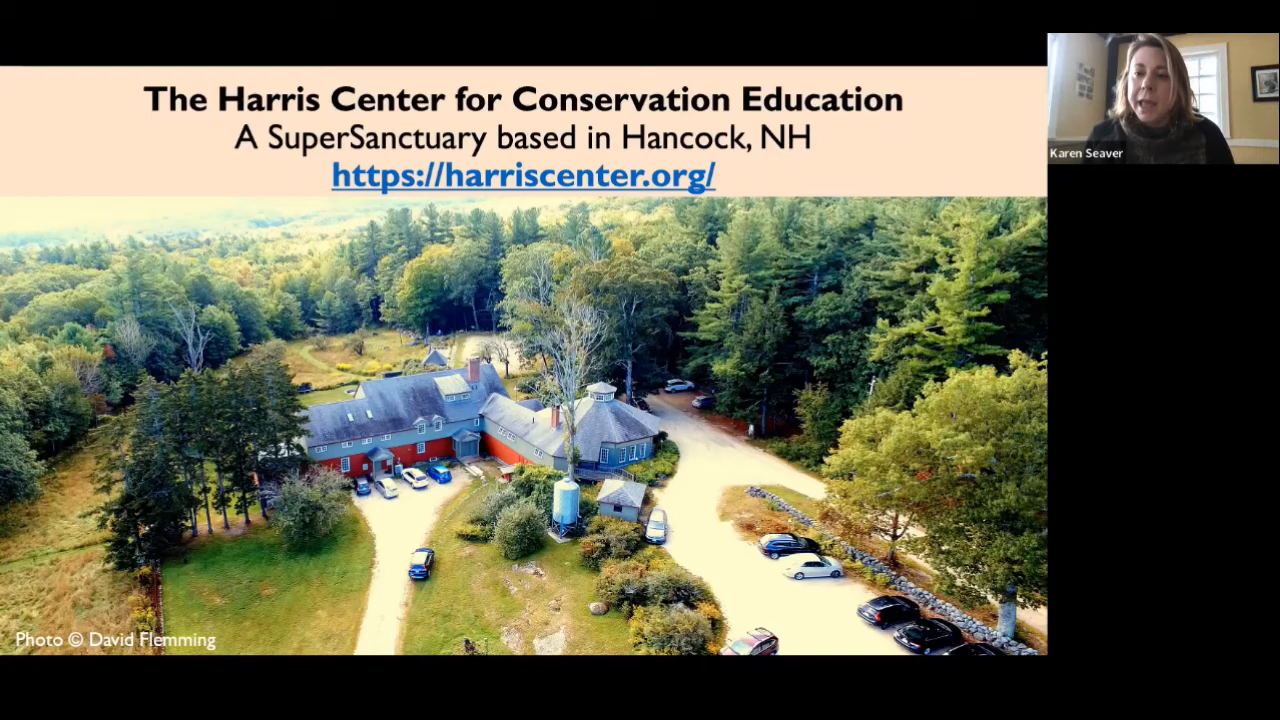 The Harris Center for Conservation Education
A SuperSanctuary based in Hancock, NH
https://harriscenter.org/
Karen Seaver
Photo © David Flemming